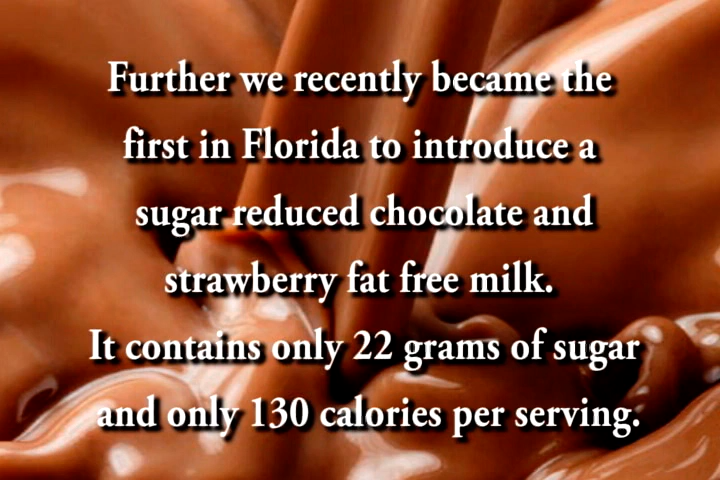 Further we recently became the
first in Florida to introduce a
sugar reduced chocolate and
strawberry fat free milk.
It contains only 22 grams of sugar
and only 130 calories per serving.